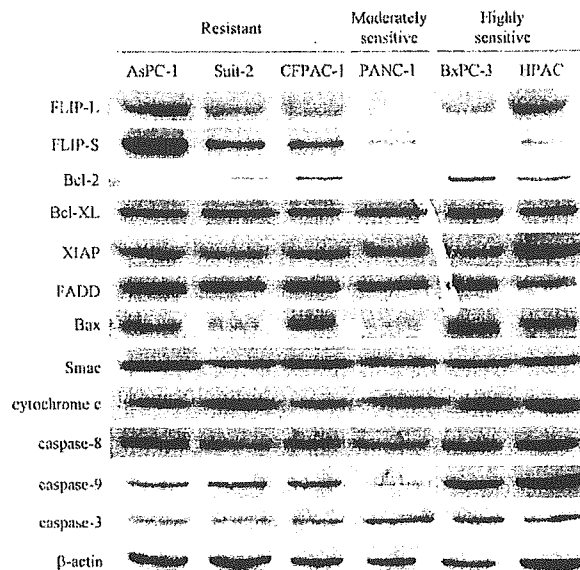 Resistant
Moderately sensitive
Highly sensitive
AsPC-1 Suit-2 CFPAC-1 PANC-1 BxPC-3 HPAC
FLIP-L
FLIP-S
Bcl-2
Bcl-XL
XIAP
FADD
Bax
Smac
cytochrome c
caspase-8
caspase-9
caspase-3
β-actin